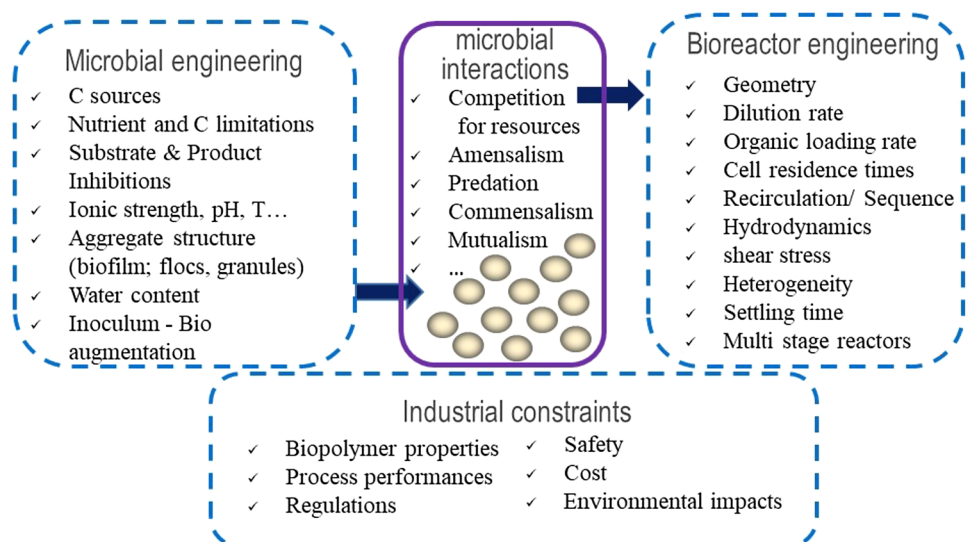 Microbial engineering
✓ C sources
✓ Nutrient and C limitations
✓ Substrate & Product
Inhibitions
✓ Ionic strength, pH, T…
✓ Aggregate structure
(biofilm; flocs, granules)
✓ Water content
✓ Inoculum - Bio
augmentation
microbial
interactions
✓ Competition
for resources
✓ Amensalism
✓ Predation
✓ Commensalism
✓ Mutualism
✓ ...
Bioreactor engineering
✓ Geometry
✓ Dilution rate
✓ Organic loading rate
✓ Cell residence times
✓ Recirculation/ Sequence
✓ Hydrodynamics
✓ shear stress
✓ Heterogeneity
✓ Settling time
✓ Multi stage reactors
Industrial constraints
✓ Biopolymer properties
✓ Process performances
✓ Regulations
✓ Safety
✓ Cost
✓ Environmental impacts